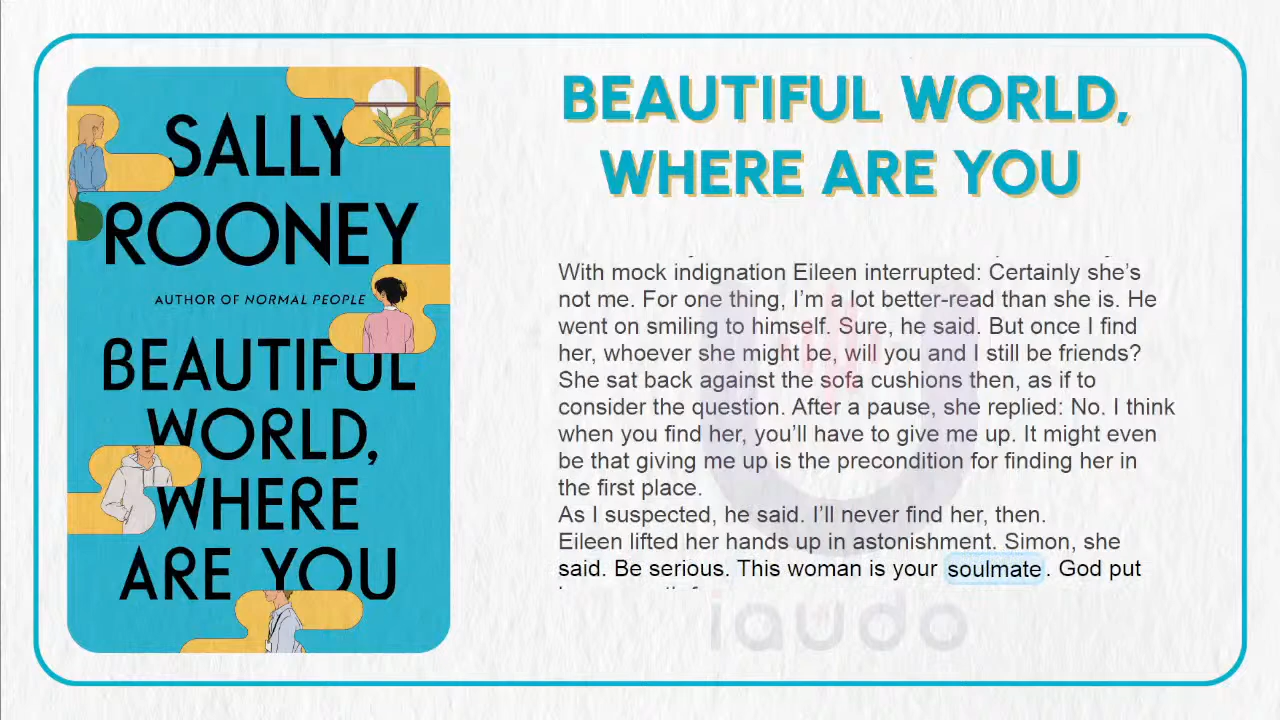 SALLY
ROONEY
AUTHOR OF NORMAL PEOPLE
BEAUTIFUL
WORLD,
WHERE
ARE YOU
BEAUTIFUL WORLD,
WHERE ARE YOU
With mock indignation Eileen interrupted: Certainly she’s
not me. For one thing, I’m a lot better-read than she is. He
went on smiling to himself. Sure, he said. But once I find
her, whoever she might be, will you and I still be friends?
She sat back against the sofa cushions then, as if to
consider the question. After a pause, she replied: No. I think
when you find her, you’ll have to give me up. It might even
be that giving me up is the precondition for finding her in
the first place.
As I suspected, he said. I’ll never find her, then.
Eileen lifted her hands up in astonishment. Simon, she
said. Be serious. This woman is your soulmate. God put
iaudo